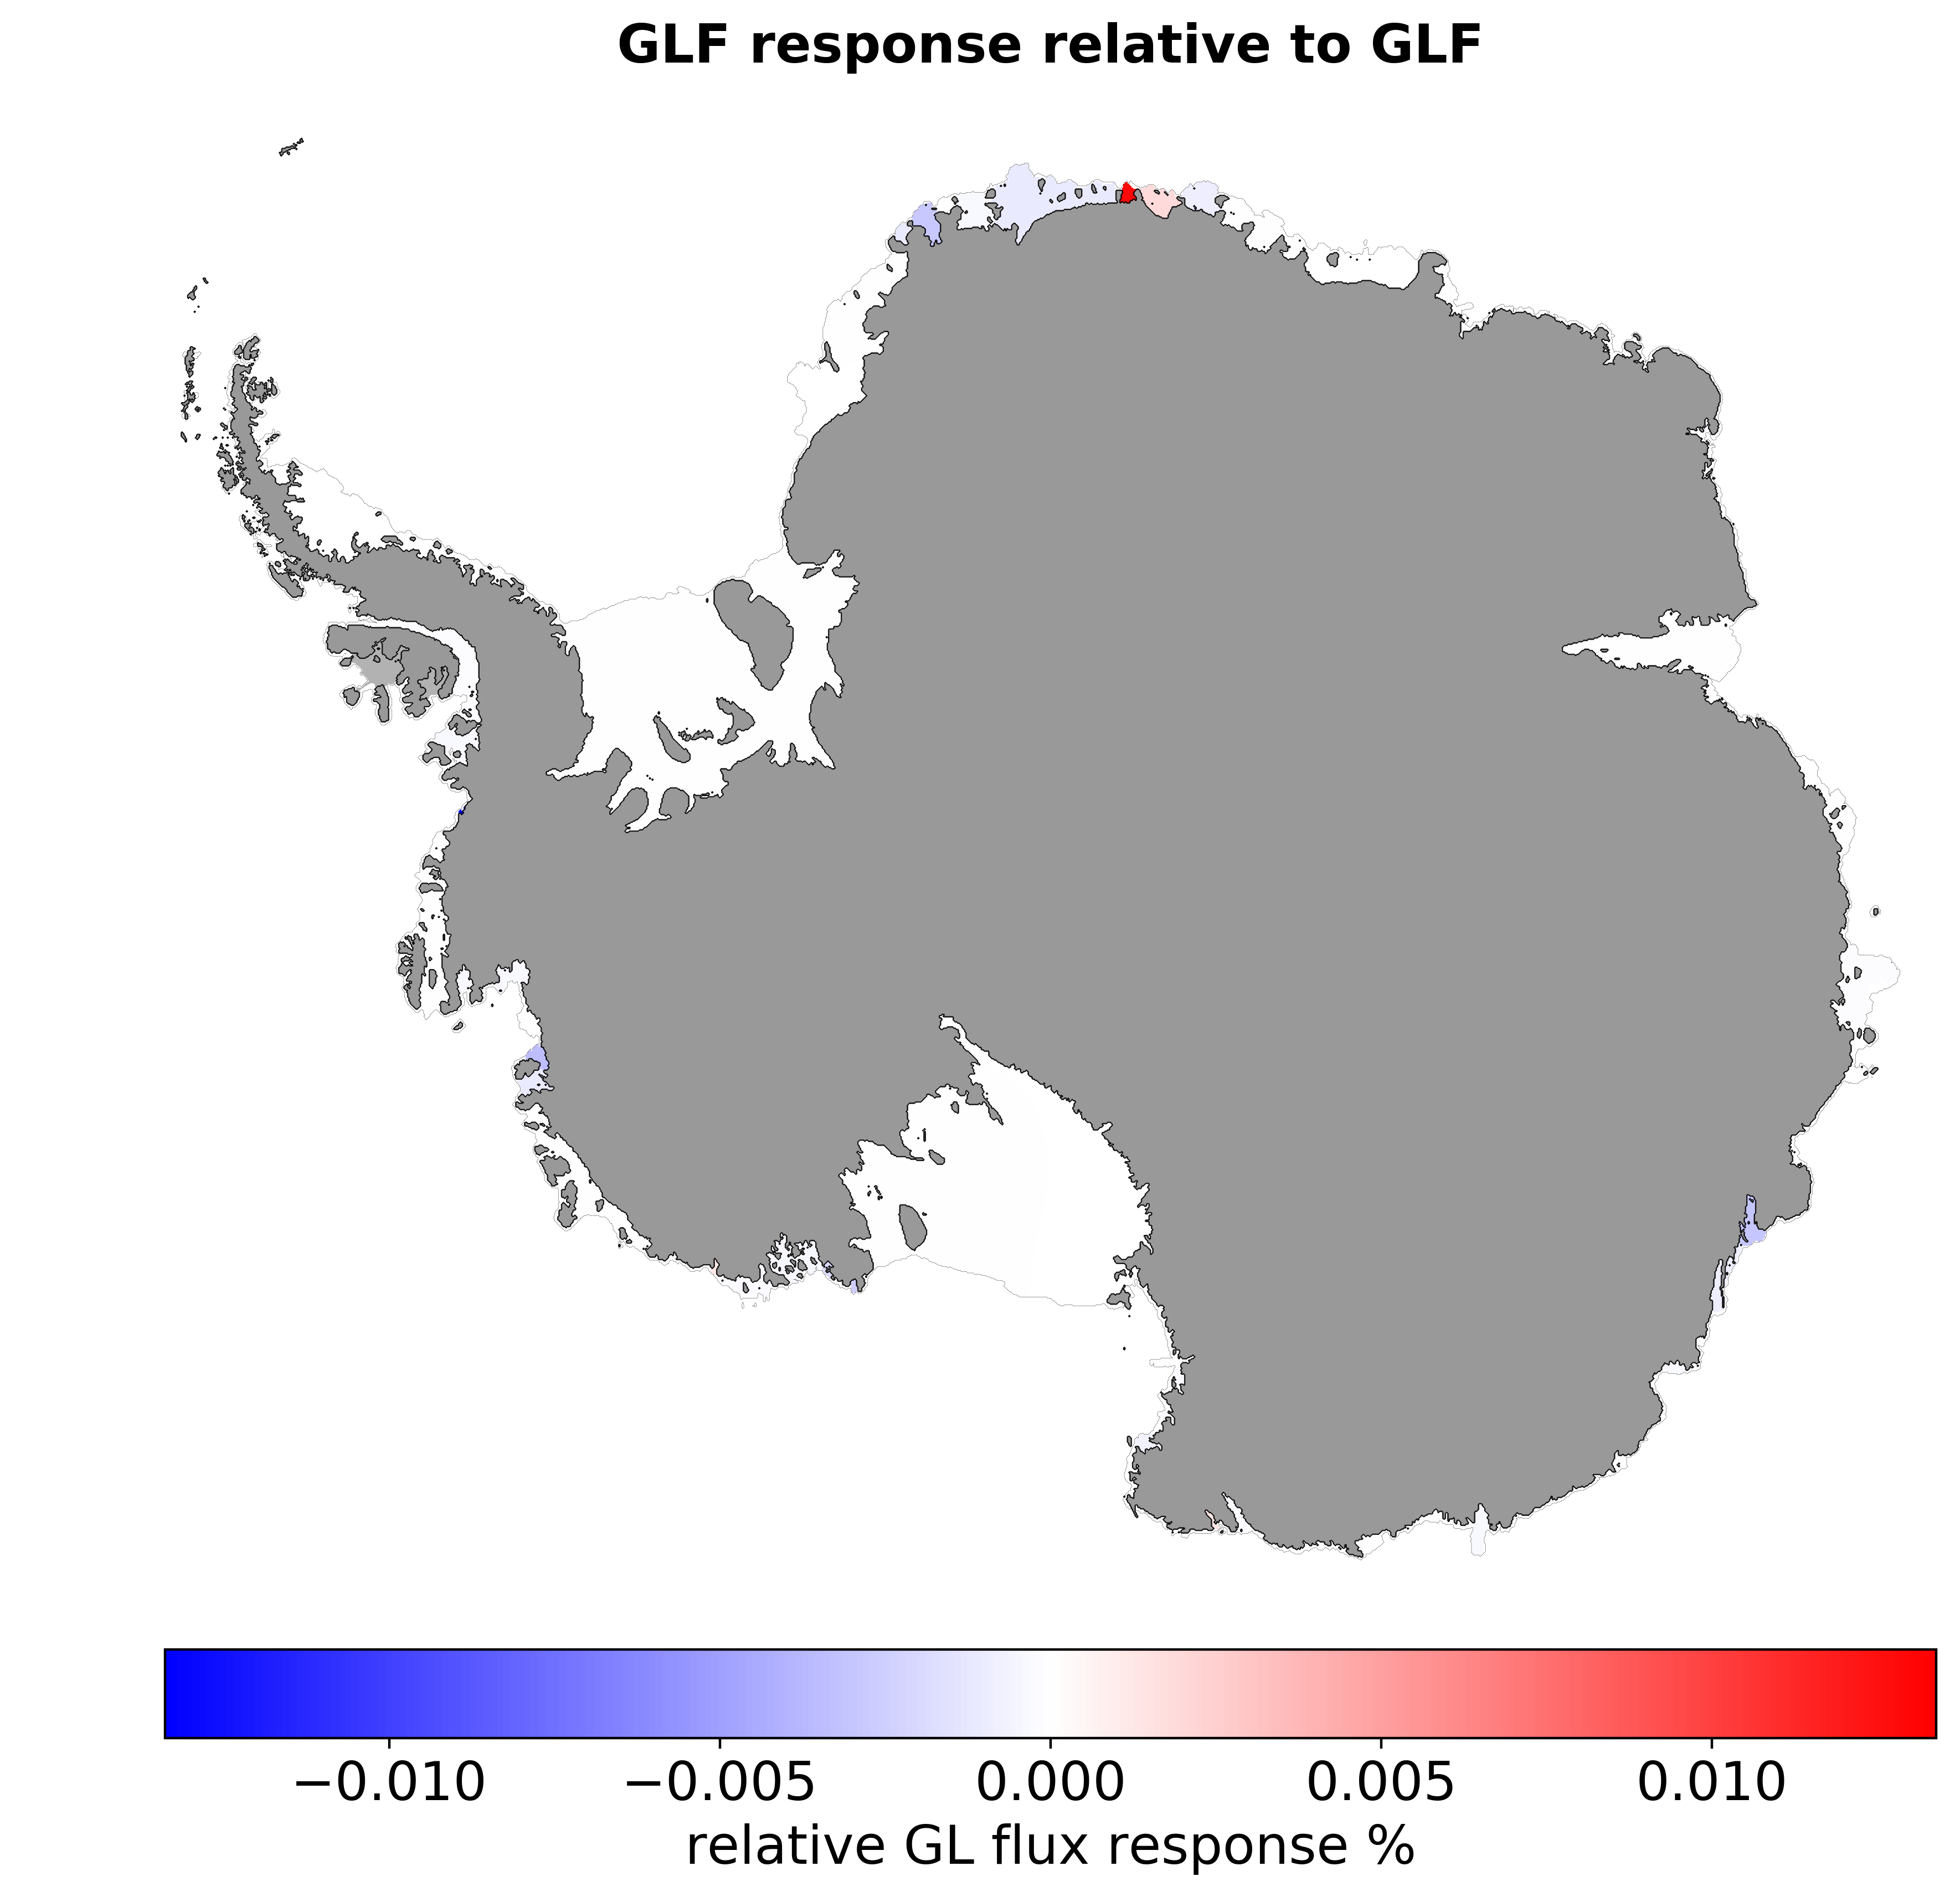 GLF response relative to GLF
−0.010 −0.005 0.000 0.005 0.010
relative GL flux response %